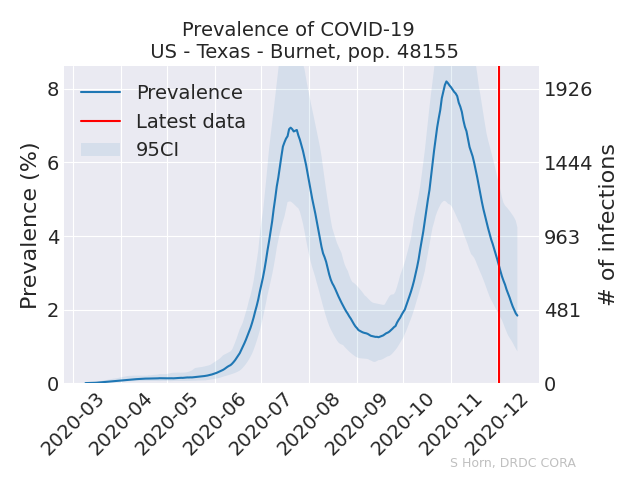 Prevalence of COVID-19
US - Texas - Burnet, pop. 48155
Prevalence
Latest data
95CI
Prevalence (%)
8
6
4
2
0
1926
1444
963
481
0
# of infections
2020-03
2020-04
2020-05
2020-06
2020-07
2020-08
2020-09
2020-10
2020-11
2020-12
S Horn, DRDC CORA